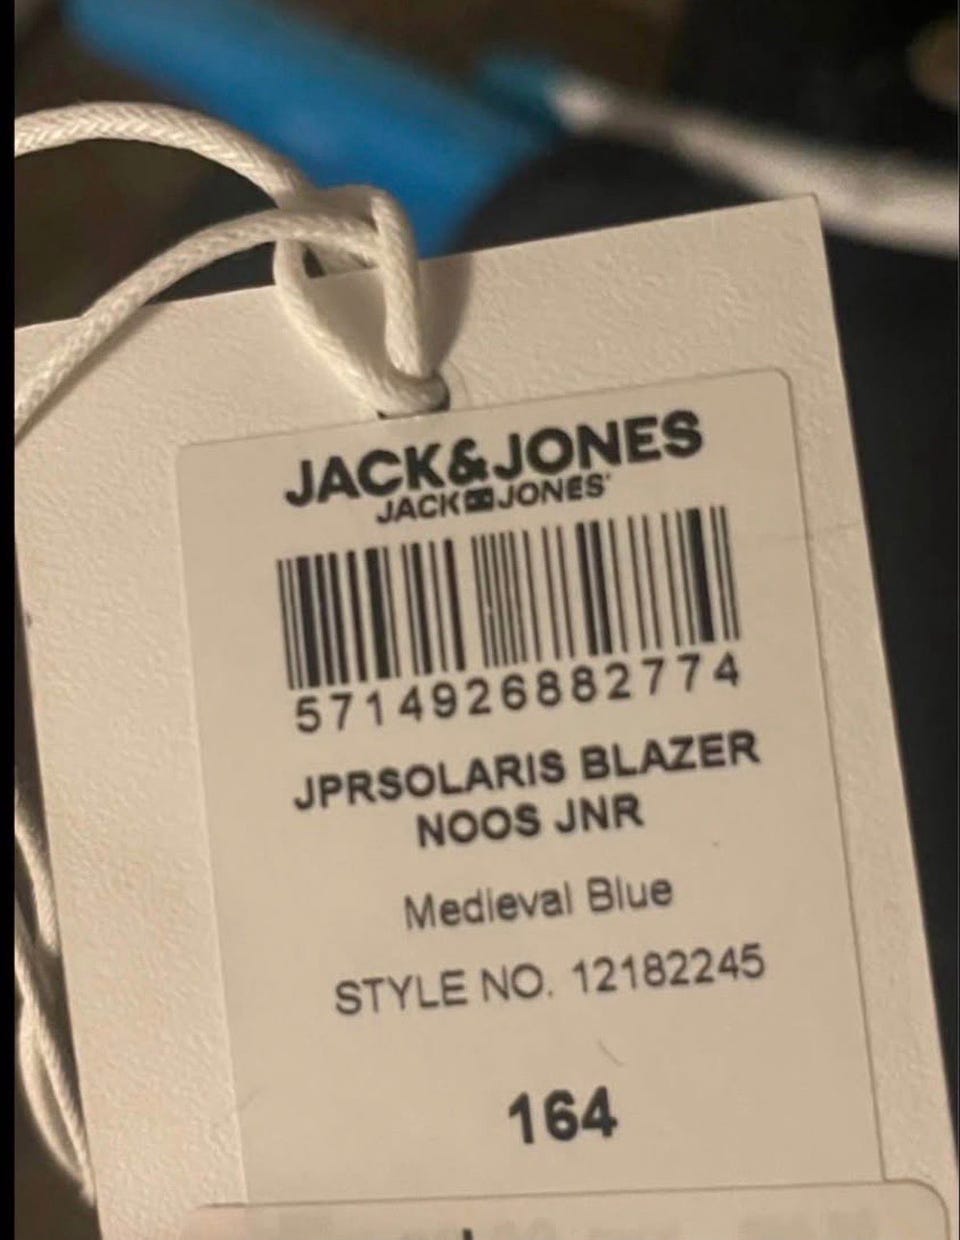 JACK&JONES
JACK JONES
5714926882774
JPRSOLARIS BLAZER
NOOS JNR
Medieval Blue
STYLE NO. 12182245
164